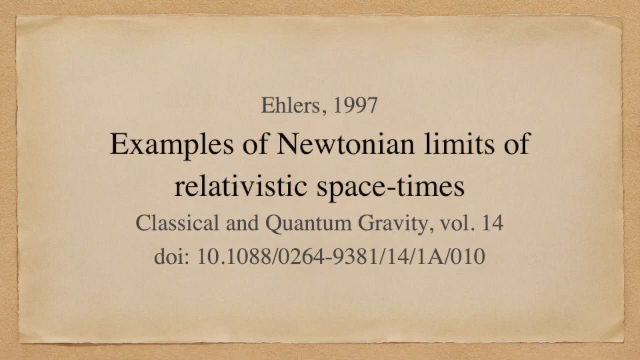 Ehlers, 1997
Examples of Newtonian limits of
relativistic space-times
Classical and Quantum Gravity, vol. 14
doi: 10.1088/0264-9381/14/1A/010